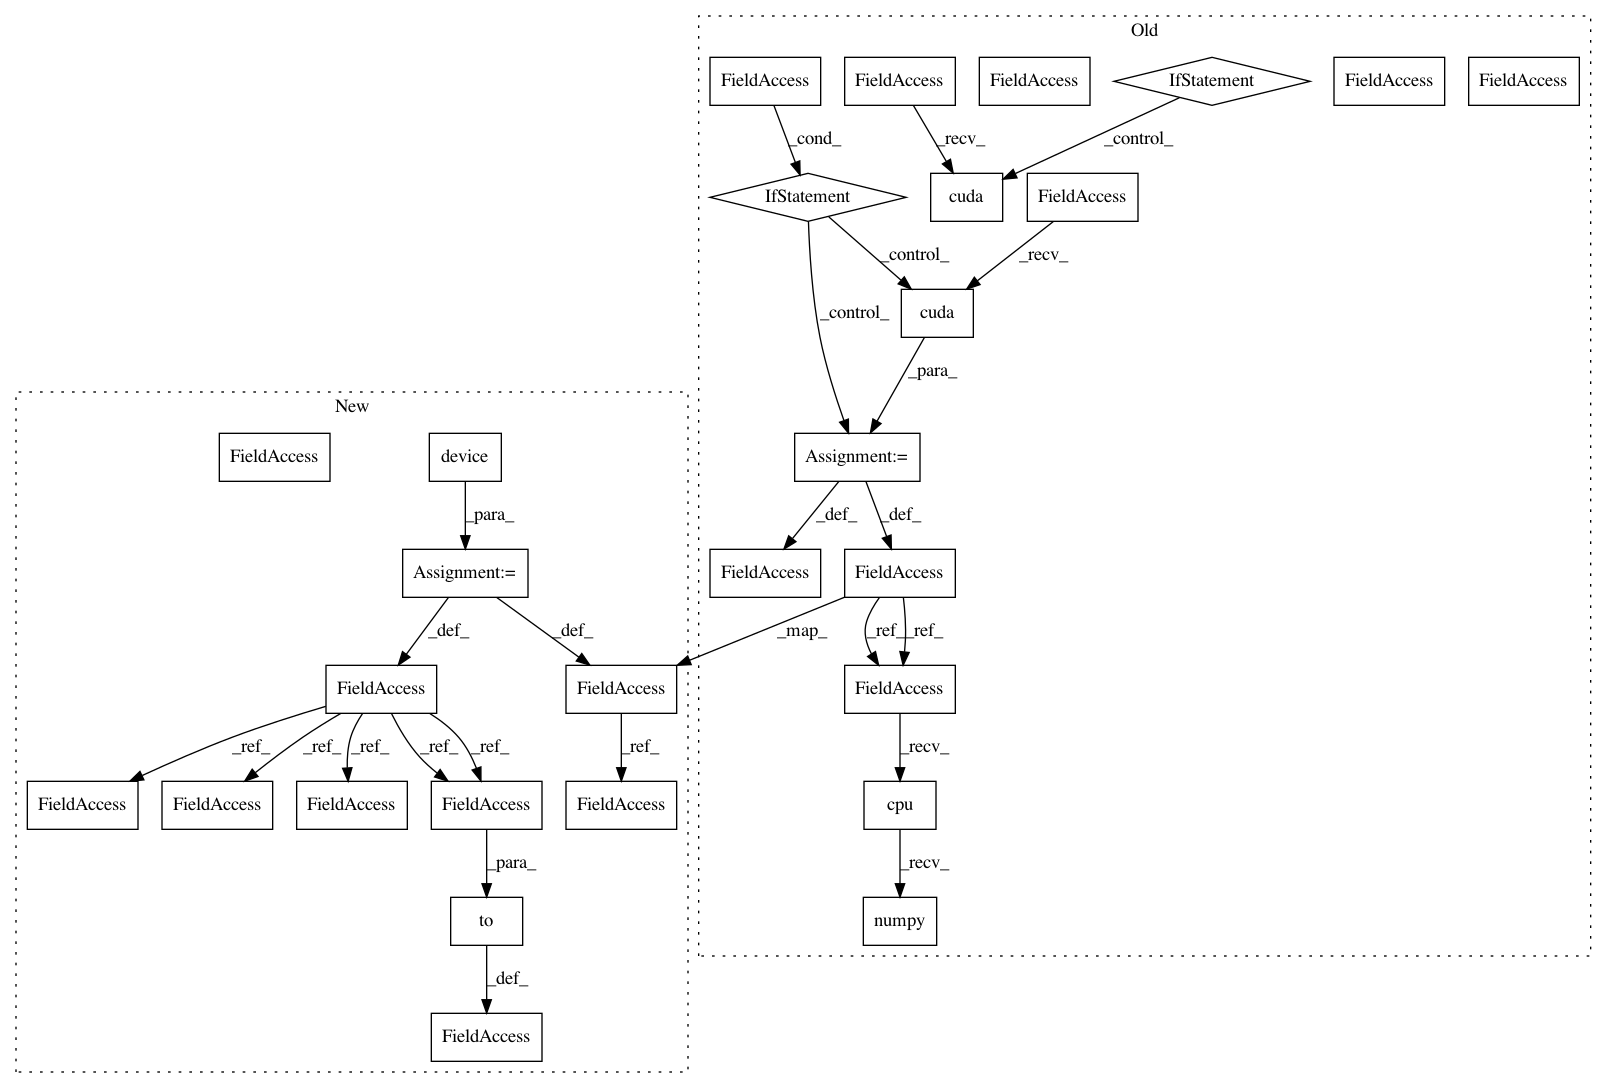 Old
FieldAccess
FieldAccess
FieldAccess
IfStatement
FieldAccess
FieldAccess
_cond_
_recv_
_control_
IfStatement
cuda
FieldAccess
_control_
_recv_
_control_
cuda
_para_
New
FieldAccess
device
Assignment:=
_para_
_def_
_def_
Assignment:=
FieldAccess
FieldAccess
_def_
_def_
_map_
_ref_
_ref_
FieldAccess
FieldAccess
FieldAccess
_ref_
_ref_
_ref_
_ref_
_ref_
_ref_
_recv_
FieldAccess
FieldAccess
FieldAccess
FieldAccess
FieldAccess
cpu
_para_
_recv_
to
numpy
_def_
FieldAccess